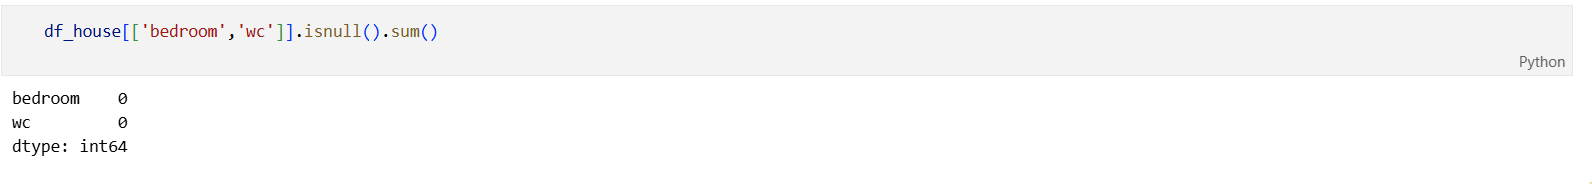 df_house[['bedroom','wc']].isnull().sum()
Python
bedroom    0
wc         0
dtype: int64